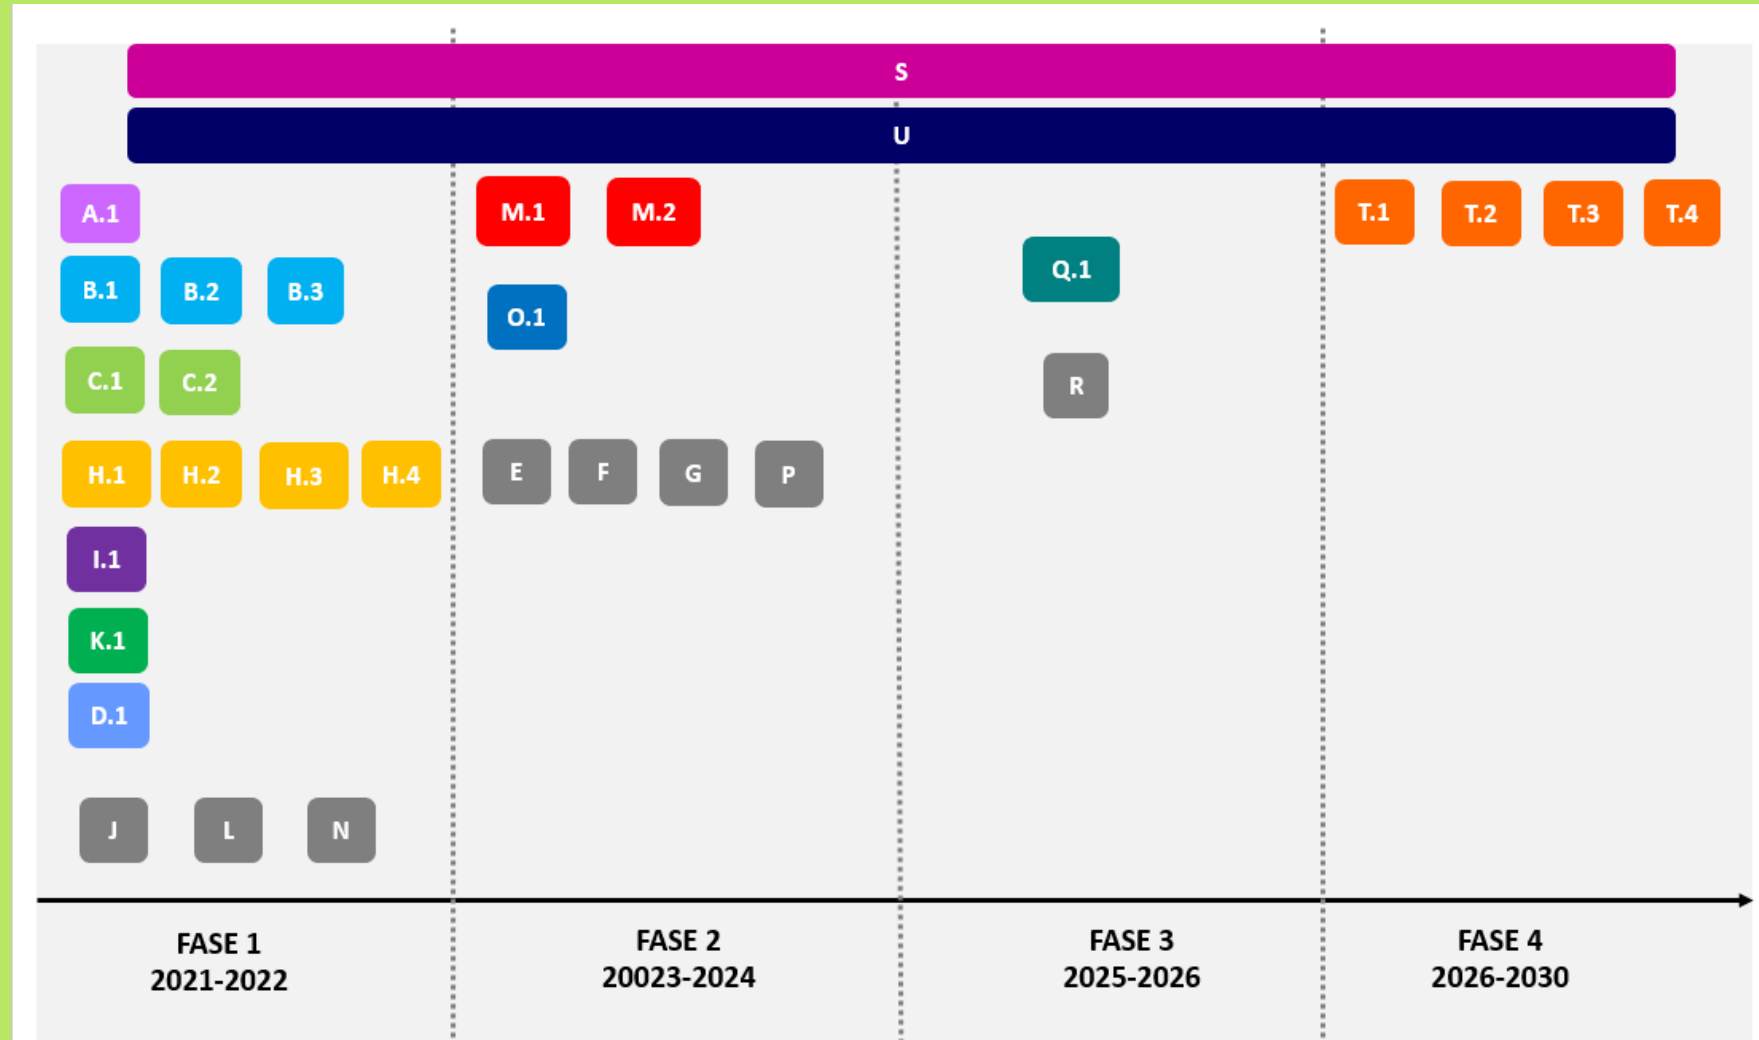 S
U
A.1
M.1
M.2
T.1
T.2
T.3
T.4
B.1
B.2
B.3
O.1
Q.1
C.1
C.2
R
H.1
H.2
H.3
H.4
E
F
G
P
I.1
K.1
D.1
J
L
N
FASE 1
2021-2022
FASE 2
20023-2024
FASE 3
2025-2026
FASE 4
2026-2030